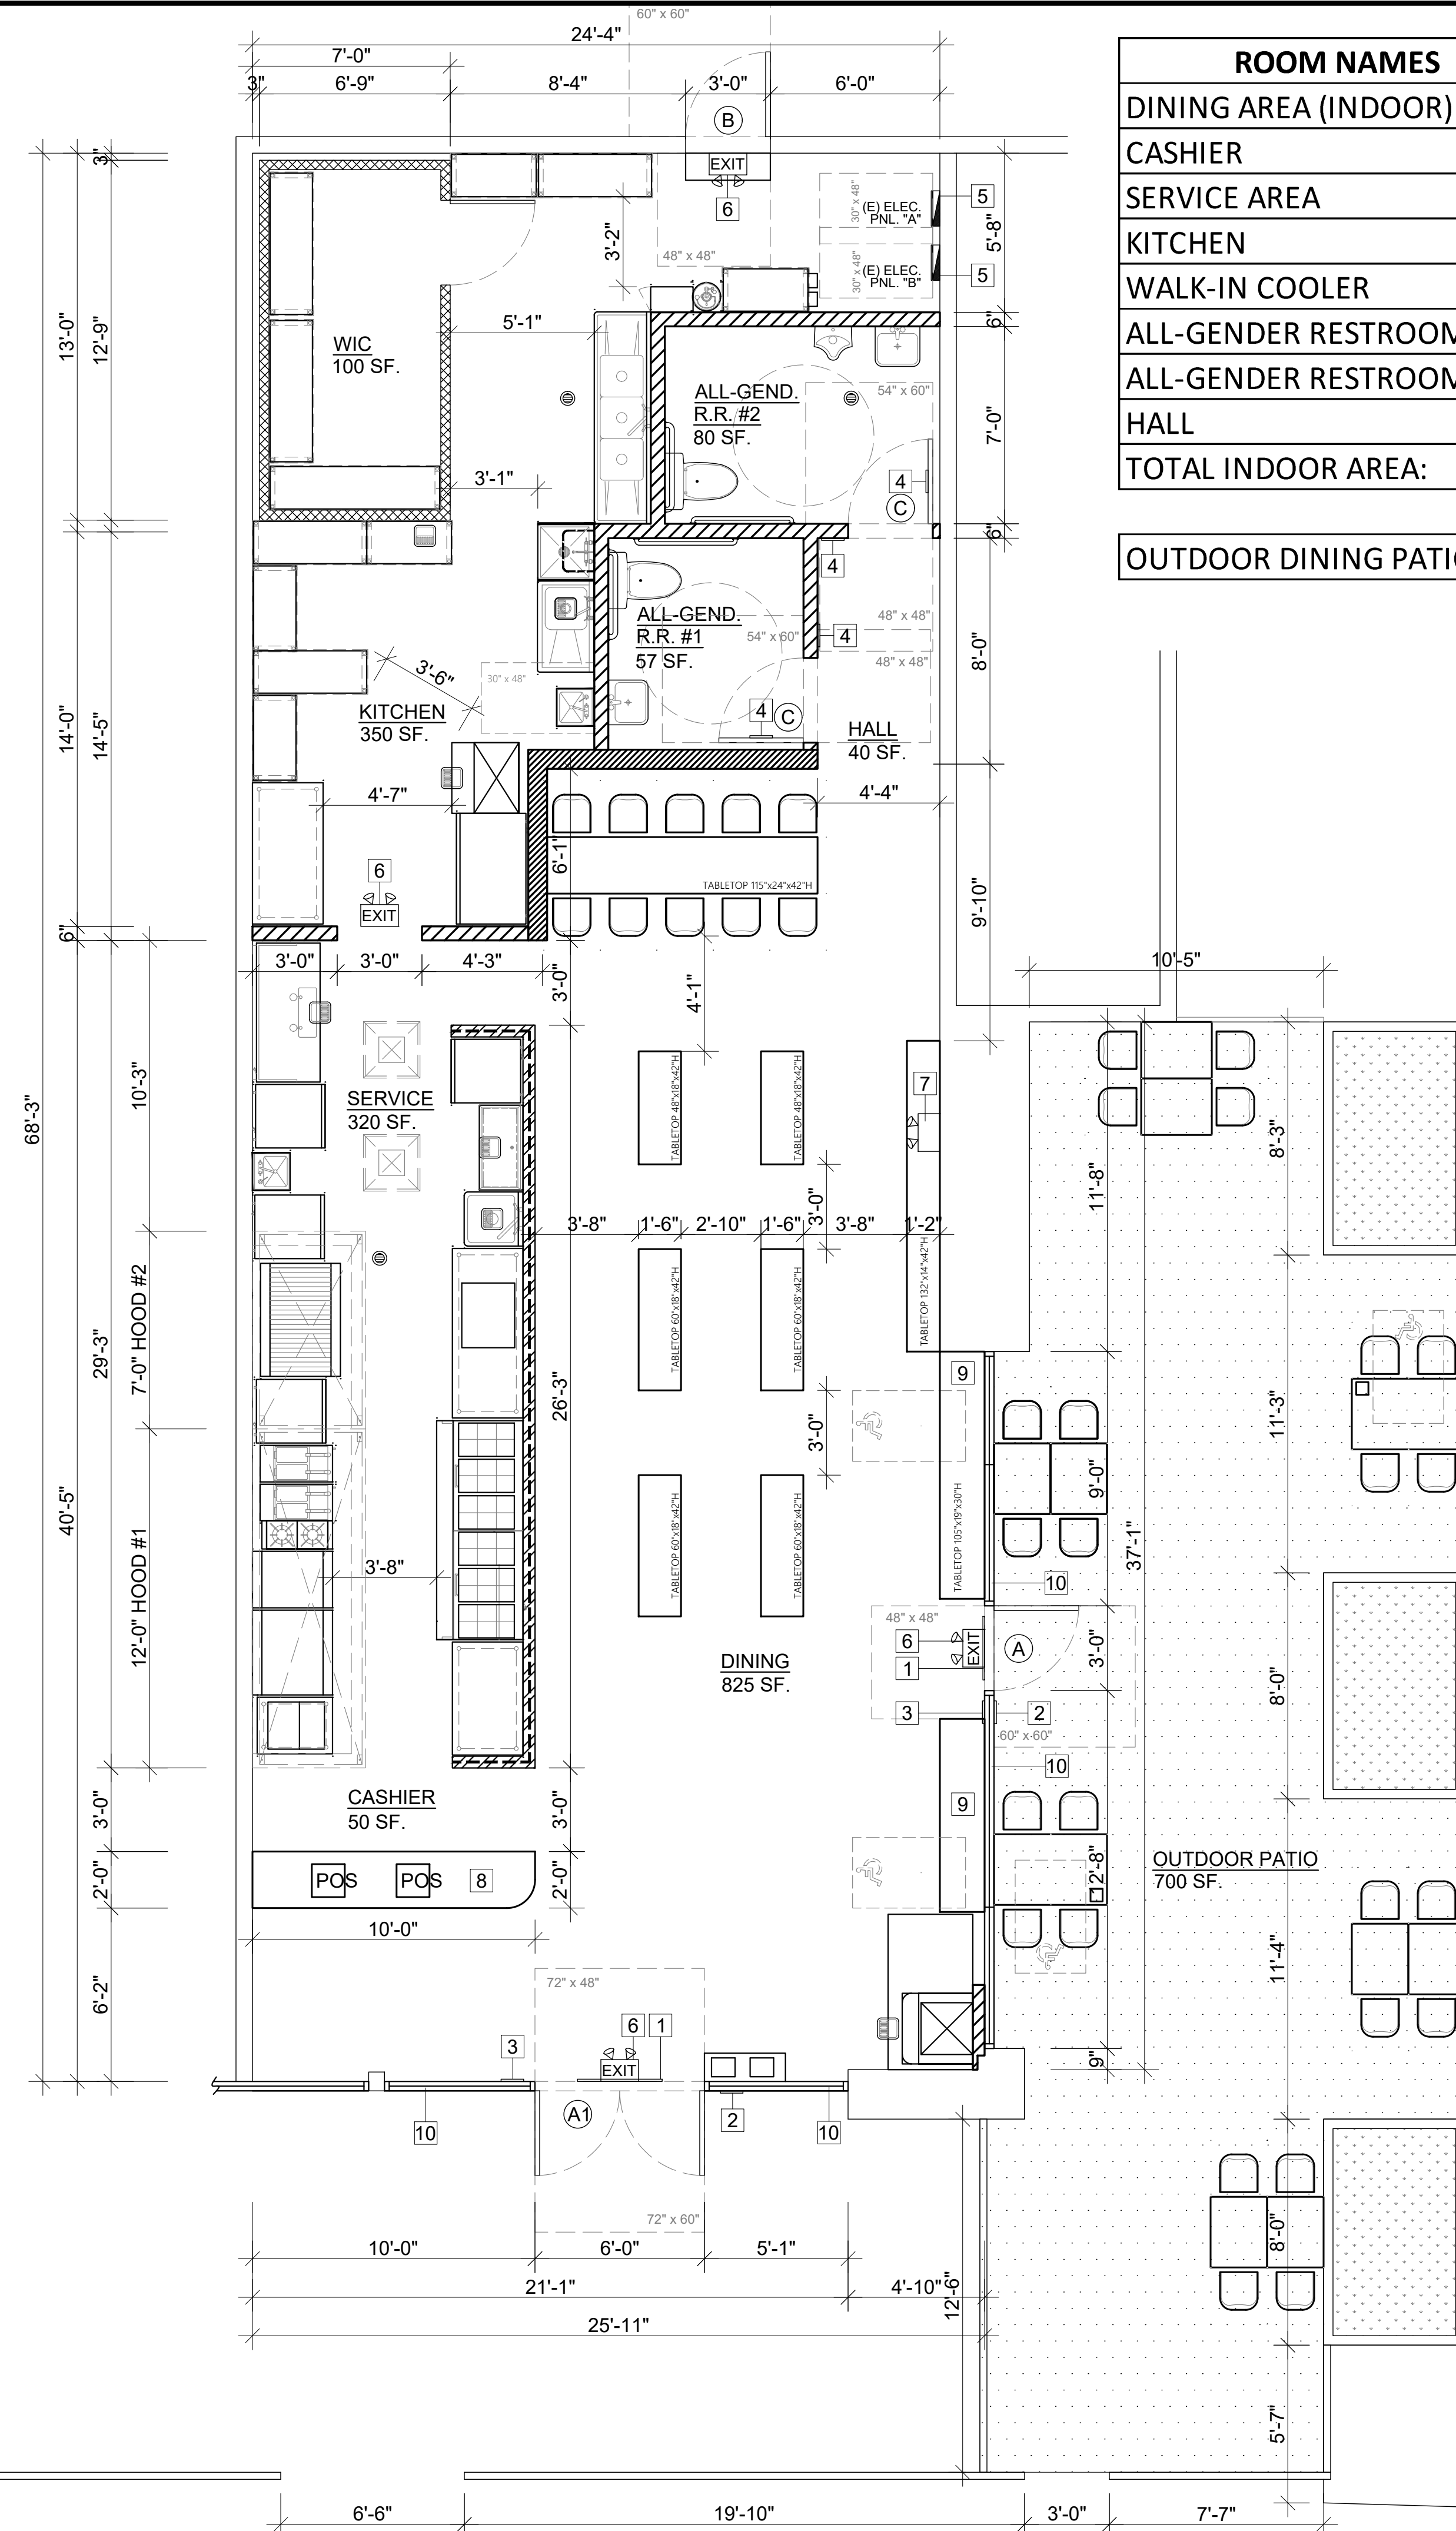 60" x 60"
24'-4"
7'-0"
3"
6'-9"
8'-4"
3'-0"
6'-0"
B
ROOM NAMES
DINING AREA (INDOOR)
CASHIER
SERVICE AREA
KITCHEN
WALK-IN COOLER
ALL-GENDER RESTROOM
ALL-GENDER RESTROOM
HALL
TOTAL INDOOR AREA:
OUTDOOR DINING PATIO
3"
EXIT
6
30" x 48"
(E) ELEC.
PNL. "A"
5
5'-8"
3'-2"
48" x 48"
30" x 48"
(E) ELEC.
PNL. "B"
5
13'-0"
12'-9"
5'-1"
6"
WIC
100 SF.
ALL-GEND.
R.R. #2
80 SF.
54" x 60"
7'-0"
3'-1"
4
C
6"
4
ALL-GEND.
R.R. #1
57 SF.
54" x 60"
48" x 48"
4
48" x 48"
8'-0"
3'-6"
30" x 48"
KITCHEN
350 SF.
4
C
HALL
40 SF.
14'-0"
14'-5"
4'-7"
4'-4"
6'-1"
TABLETOP 115"x24"x42"H
6
EXIT
9'-10"
6"
3'-0"
3'-0"
4'-3"
3'-0"
4'-1"
10'-5"
68'-3"
10'-3"
SERVICE
320 SF.
TABLETOP 48"x18"x42"H
TABLETOP 48"x18"x42"H
7
8'-3"
11'-8"
3'-8"
1'-6"
2'-10"
1'-6"
3'-0"
3'-8"
1'-2"
TABLETOP 132"x14"x42"H
29'-3"
7'-0" HOOD #2
TABLETOP 60"x18"x42"H
TABLETOP 60"x18"x42"H
26'-3"
9
3'-0"
11'-3"
9'-0"
40'-5"
12'-0" HOOD #1
3'-8"
TABLETOP 60"x18"x42"H
TABLETOP 60"x18"x42"H
TABLETOP 105"x19"x30"H
37'-1"
10
48" x 48"
6
EXIT
1
A
3'-0"
DINING
825 SF.
8'-0"
3
2
60" x 60"
10
CASHIER
50 SF.
3'-0"
3'-0"
9
OUTDOOR PATIO
700 SF.
2'-8"
2'-0"
POS
POS
8
2'-0"
10'-0"
11'-4"
6'-2"
72" x 48"
6
1
3
EXIT
9"
A1
10
2
10
72" x 60"
10'-0"
6'-0"
5'-1"
8'-0"
21'-1"
4'-10"
12'-6"
25'-11"
5'-7"
6'-6"
19'-10"
3'-0"
7'-7"